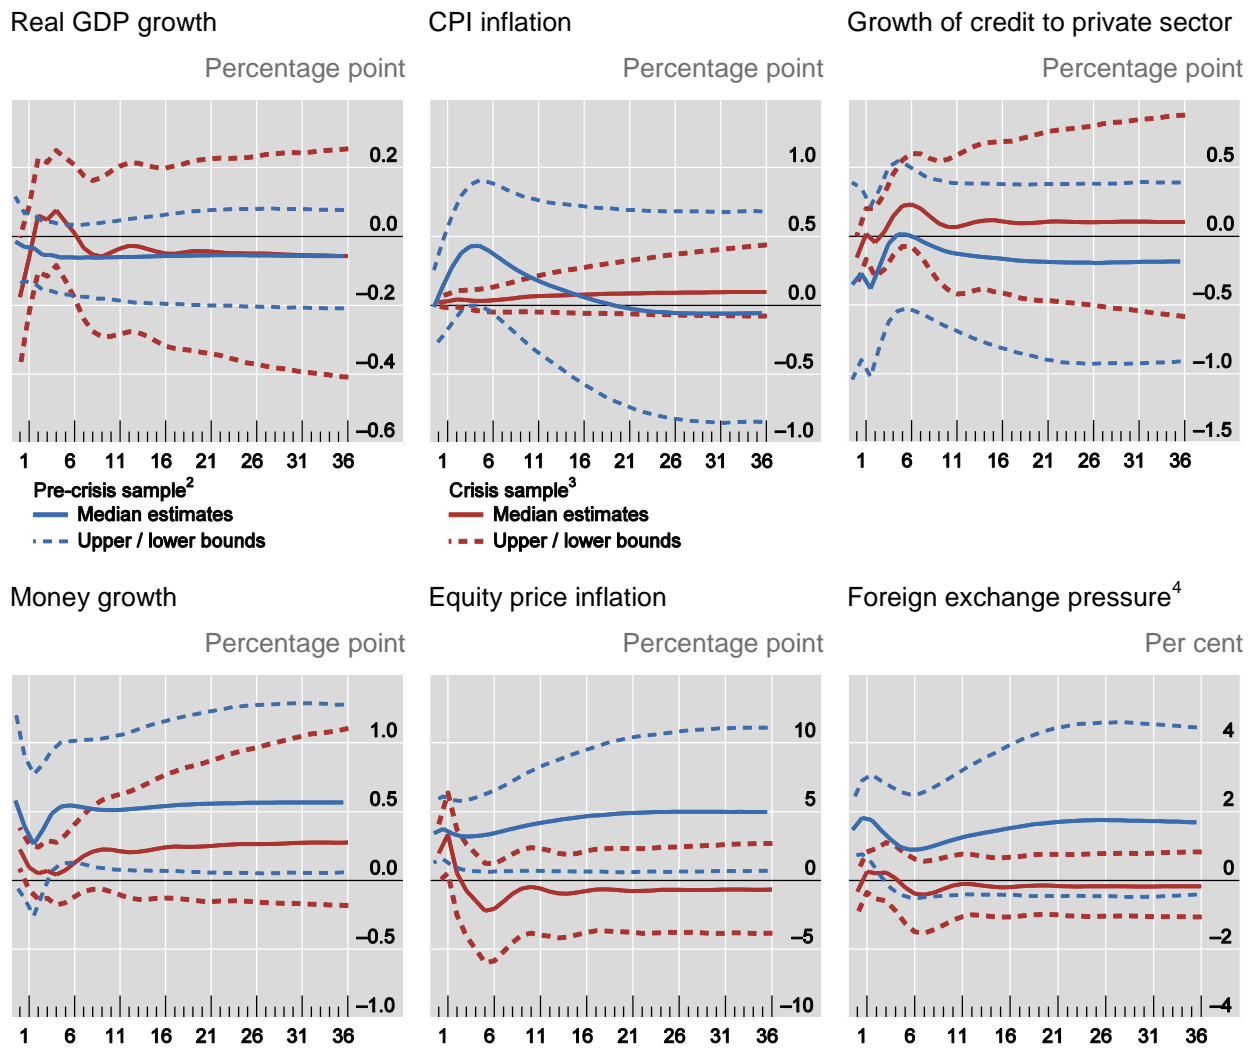 Real GDP growth
CPI inflation
Growth of credit to private sector
Percentage point
Percentage point
Percentage point
0.2
0.0
–0.2
–0.4
–0.6
1 6 11 16 21 26 31 36
1.0
0.5
0.0
–0.5
–1.0
1 6 11 16 21 26 31 36
0.5
0.0
–0.5
–1.0
–1.5
1 6 11 16 21 26 31 36
Pre-crisis sample2
Median estimates
Upper / lower bounds
Crisis sample3
Median estimates
Upper / lower bounds
Money growth
Equity price inflation
Foreign exchange pressure4
Percentage point
Percentage point
Per cent
1.0
0.5
0.0
–0.5
–1.0
1 6 11 16 21 26 31 36
10
5
0
–5
–10
1 6 11 16 21 26 31 36
4
2
0
–2
–4
1 6 11 16 21 26 31 36